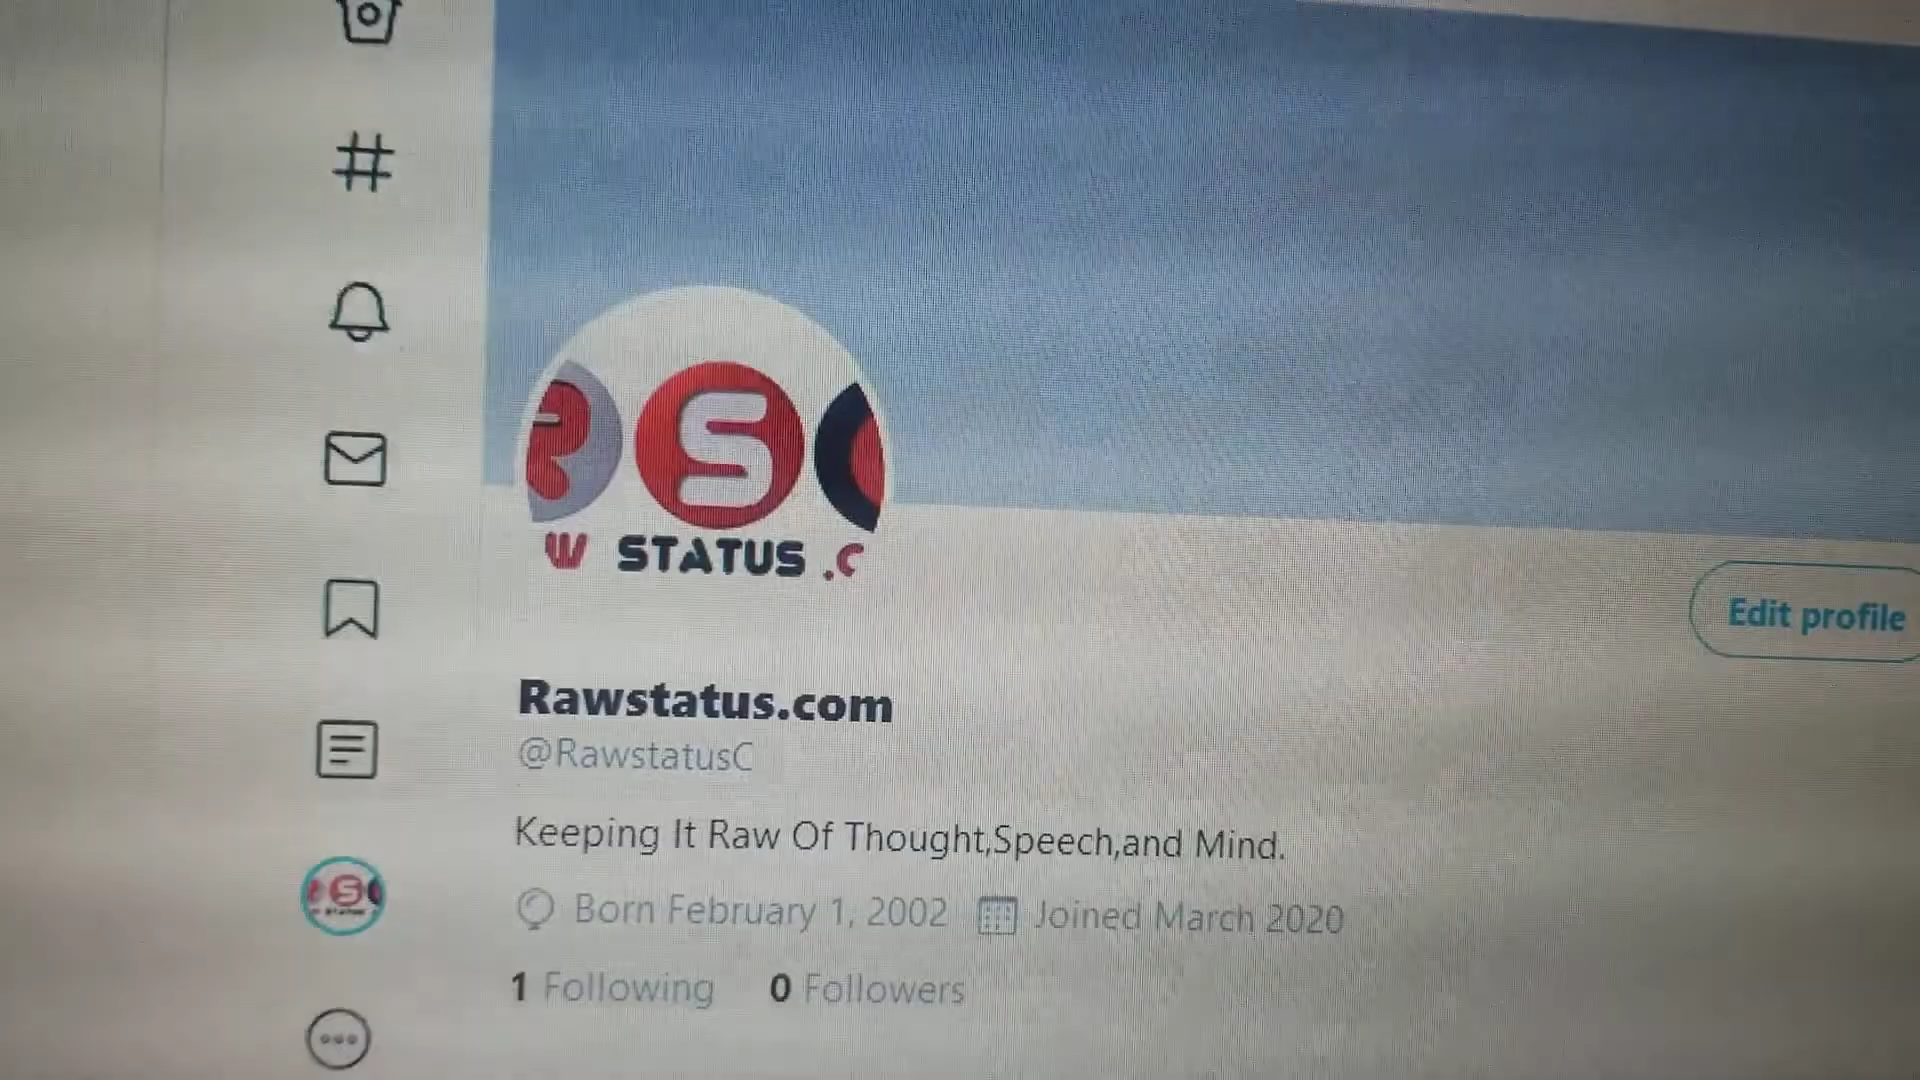 RSC
W STATUS .C
Edit profile
Rawstatus.com
@RawstatusC
Keeping It Raw Of Thought,Speech,and Mind.
Born February 1, 2002 Joined March 2020
1 Following 0 Followers